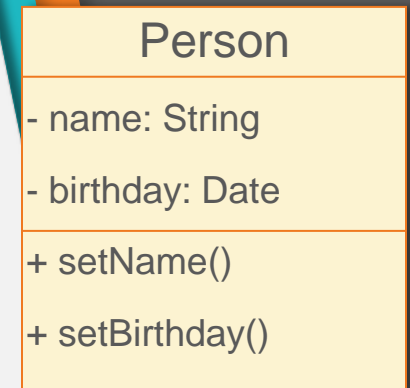 Person
- name: String
- birthday: Date
+ setName()
+ setBirthday()